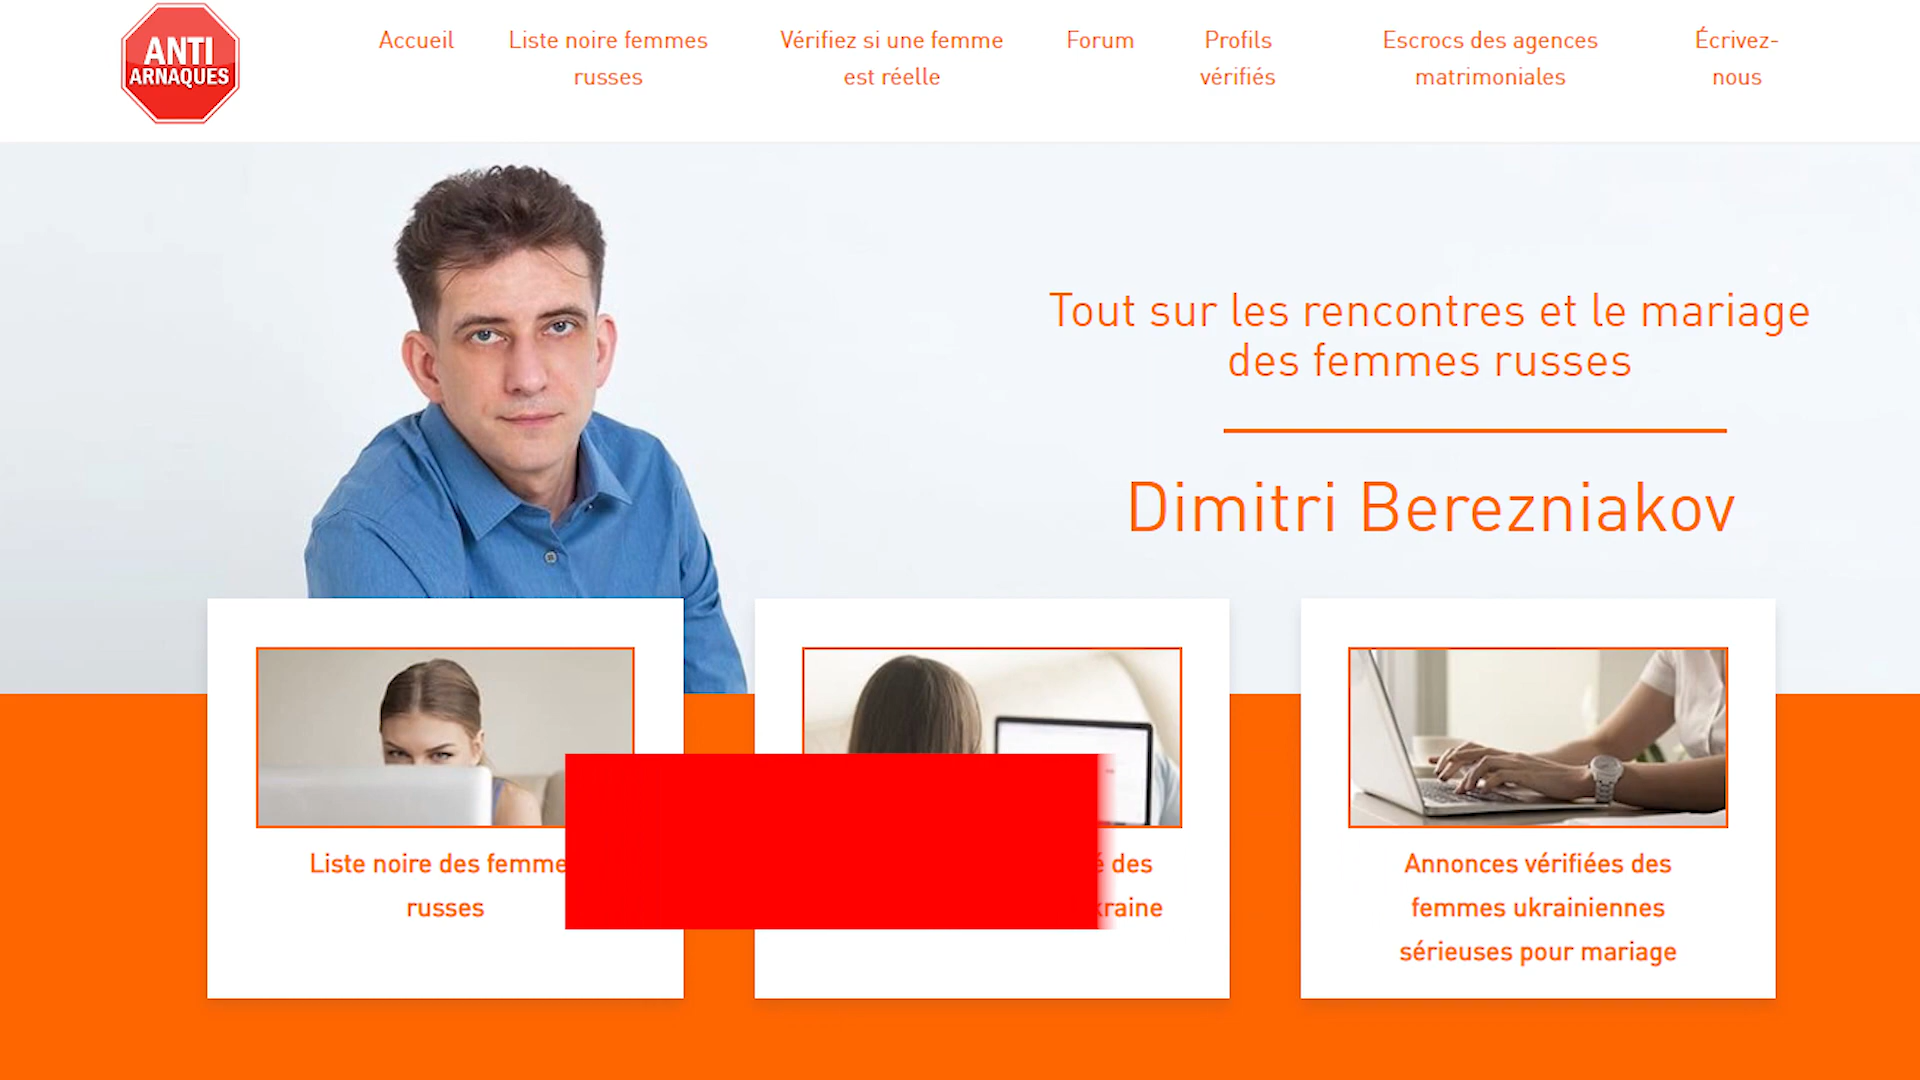 ANTI
ARNAQUES
Accueil
Liste noire femmes
russes
Vérifiez si une femme
est réelle
Forum
Profils
vérifiés
Escrocs des agences
matrimoniales
Écrivez-
nous
Tout sur les rencontres et le mariage
des femmes russes
Dimitri Berezniakov
Liste noire des femme
russes
des
Annonces vérifiées des
femmes ukrainiennes
sérieuses pour mariage